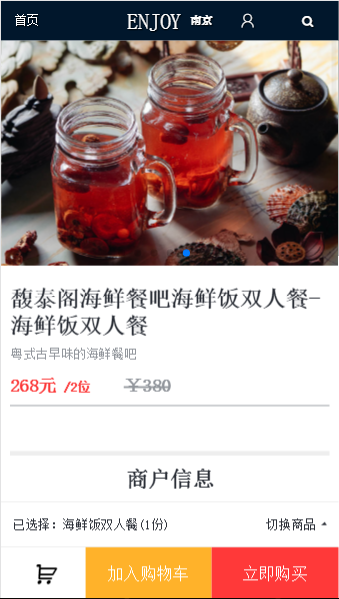 首页 ENJOY 南京
馥泰阁海鲜餐吧海鲜饭双人餐-
海鲜饭双人餐
粤式古早味的海鲜餐吧
268元 /2位 ￥380
商户信息
已选择：海鲜饭双人餐(1份) 切换商品
加入购物车 立即购买